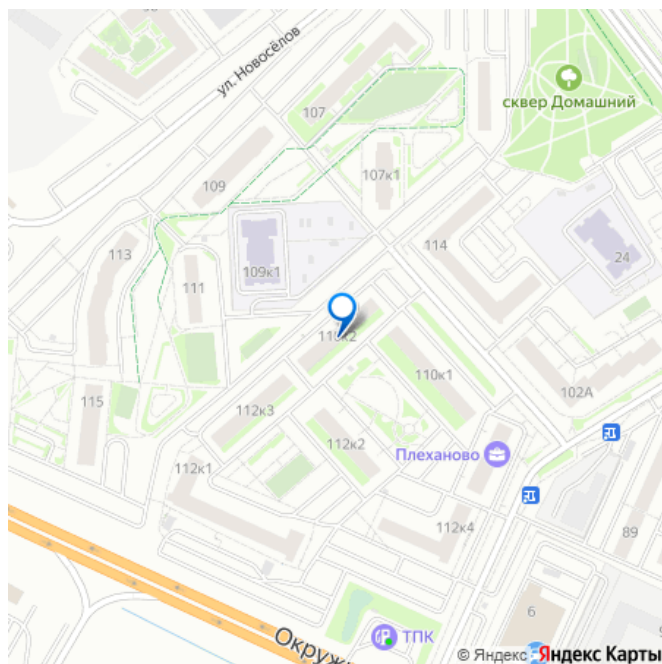 ул. Новосёлов
107
сквер Домашний
107к1
109
113
109к1
114
24
111
110к2
110к1
102А
115
112к3
112к2
Плеханово
112к1
112к4
89
6
ТПК
Окруж
© Яндекс
Яндекс Карты